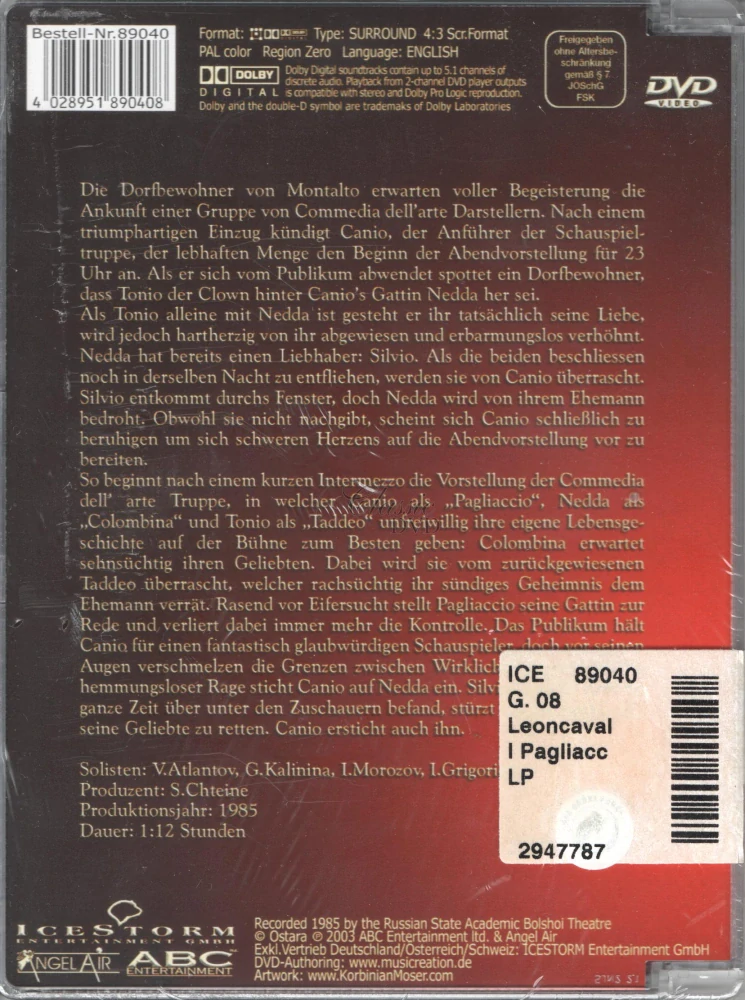 Bestell-Nr.89040
4 028951 890408
Format: Type: SURROUND 4:3 Scr.Format
PAL color Region Zero Language: ENGLISH
DOLBY
DIGITAL
Dolby Digital soundtracks contain up to 5.1 channels of
discrete audio. Playback from 2-channel DVD player outputs
is compatible with stereo and Dolby Pro Logic reproduction.
Dolby and the double-D symbol are trademaks of Dolby Laboratories
Freigegeben
ohne Altersbe-
schränkung
gemäß § 7
JÖSchG
FSK
DVD
VIDEO
Die Dorfbewohner von Montalto erwarten voller Begeisterung die
Ankunft einer Gruppe von Commedia dell'arte Darstellern. Nach einem
triumphartigen Einzug kündigt Canio, der Anführer der Schauspiel-
truppe, der lebhaften Menge den Beginn der Abendvorstellung für 23
Uhr an. Als er sich vom Publikum abwendet spottet ein Dorfbewohner,
dass Tonio der Clown hinter Canio's Gattin Nedda her sei.
Als Tonio alleine mit Nedda ist gesteht er ihr tatsächlich seine Liebe,
wird jedoch hartherzig von ihr abgewiesen und erbarmungslos verhöhnt.
Nedda hat bereits einen Liebhaber: Silvio. Als die beiden beschliessen
noch in derselben Nacht zu entfliehen, werden sie von Canio überrascht.
Silvio entkommt durchs Fenster, doch Nedda wird von ihrem Ehemann
bedroht. Obwohl sie nicht nachgibt, scheint sich Canio schließlich zu
beruhigen um sich schweren Herzens auf die Abendvorstellung vor zu
bereiten.
So beginnt nach einem kurzen Intermezzo die Vorstellung der Commedia
dell' arte Truppe, in welcher Canio als „Pagliaccio“, Nedda als
„Colombina“ und Tonio als „Taddeo“ unfreiwillig ihre eigene Lebensge-
schichte auf der Bühne zum Besten geben: Colombina erwartet
sehnsüchtig ihren Geliebten. Dabei wird sie vom zurückgewiesenen
Taddeo überrascht, welcher rachsüchtig ihr sündiges Geheimnis dem
Ehemann verrät. Rasend vor Eifersucht stellt Pagliaccio seine Gattin zur
Rede und verliert dabei immer mehr die Kontrolle. Das Publikum hält
Canio für einen fantastisch glaubwürdigen Schauspieler, doch vor seinen
Augen verschmelzen die Grenzen zwischen Wirklich
hemmungsloser Rage sticht Canio auf Nedda ein. Silvi
ganze Zeit über unter den Zuschauern befand, stürzt
seine Geliebte zu retten. Canio ersticht auch ihn.
Solisten: V.Atlantov, G.Kalinina, I.Morozov, I.Grigori
Produzent: S.Chteine
Produktionsjahr: 1985
Dauer: 1:12 Stunden
ICE 89040
G. 08
Leoncaval
I Pagliacc
LP
2947787
ICESTORM
ENTERTAINMENT GMBH
ANGEL AIR
ABC
ENTERTAINMENT
Recorded 1985 by the Russian State Academic Bolshoi Theatre
© Ostara ℗ 2003 ABC Entertainment ltd. & Angel Air
Exkl.Vertrieb Deutschland/Österreich/Schweiz: ICESTORM Entertainment GmbH
DVD-Authoring: www.musicreation.de
Artwork: www.KorbinianMoser.com